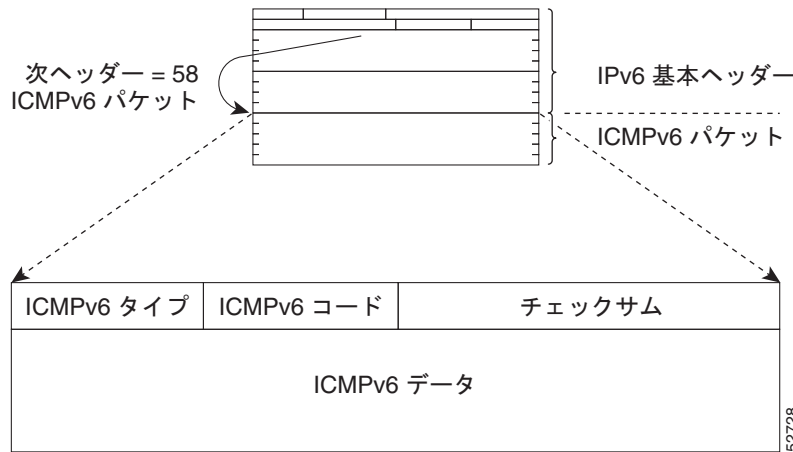 次ヘッダー = 58
ICMPv6 パケット
IPv6 基本ヘッダー
ICMPv6 パケット
ICMPv6 タイプ
ICMPv6 コード
チェックサム
ICMPv6 データ
52728